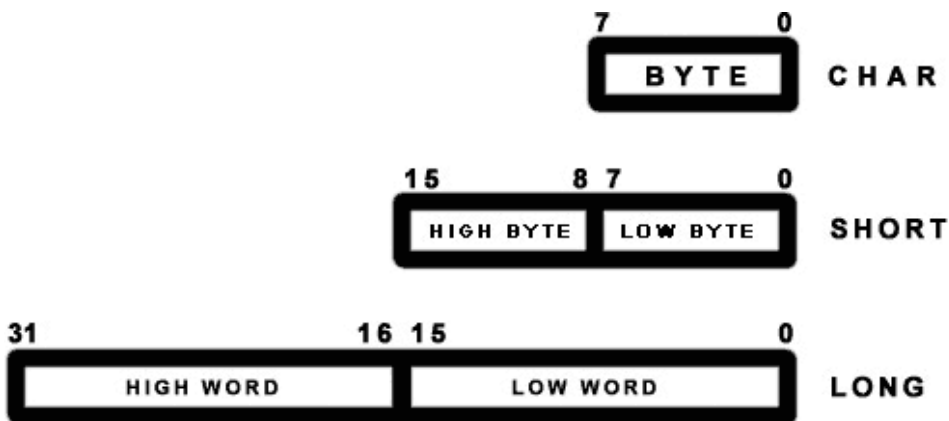 7 0
BYTE CHAR
15 8 7 0
HIGH BYTE LOW BYTE SHORT
31 16 15 0
HIGH WORD LOW WORD LONG